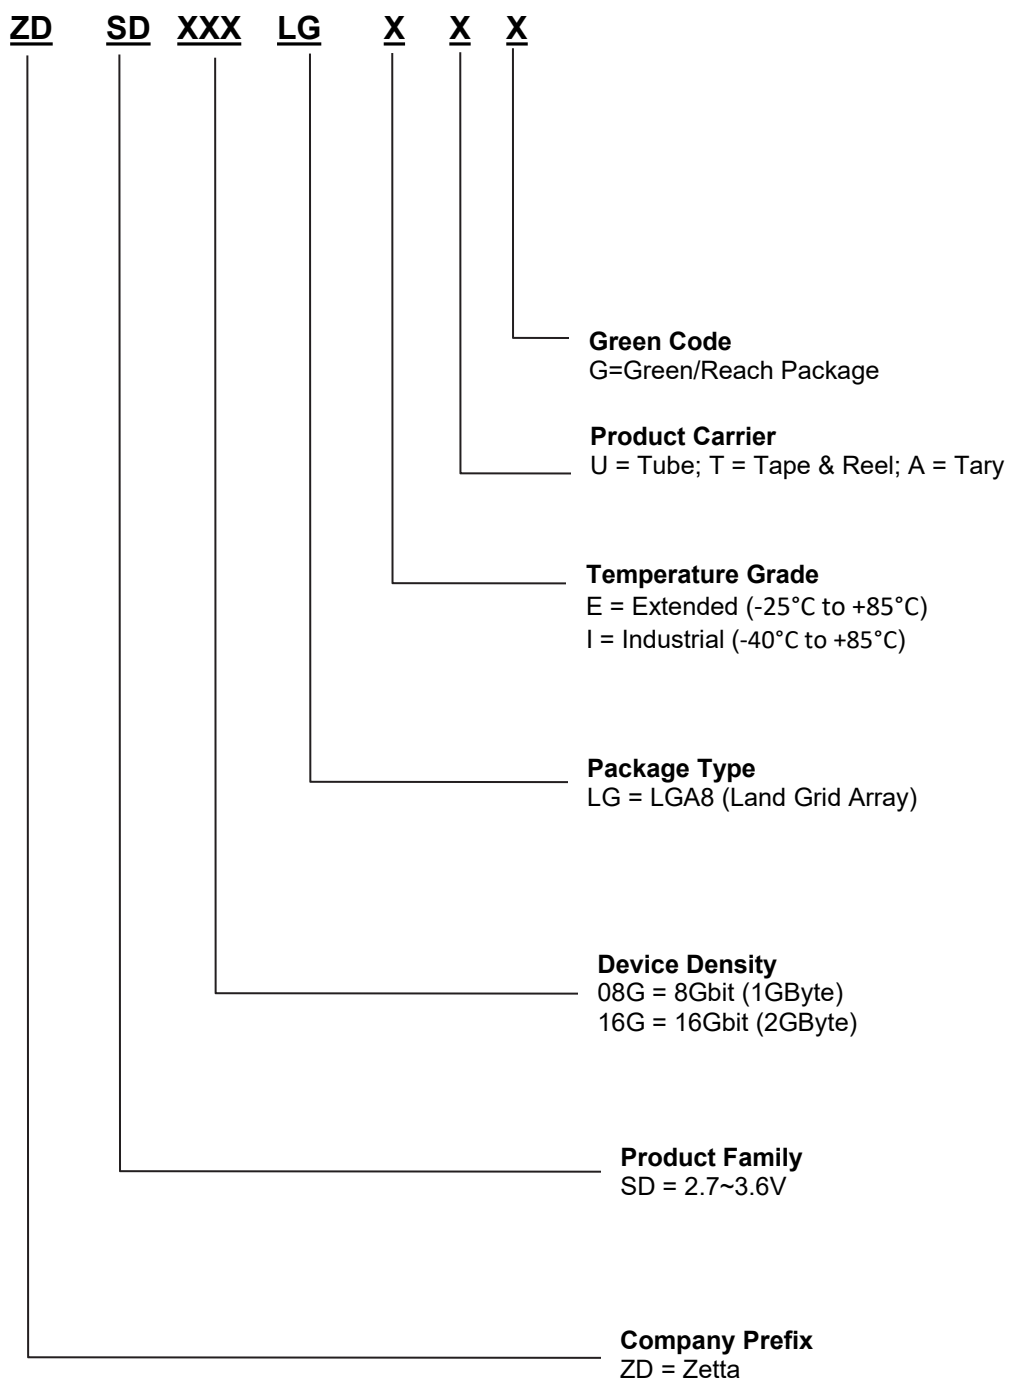 ZD SD XXX LG X X X
Green Code
G=Green/Reach Package
Product Carrier
U = Tube; T = Tape & Reel; A = Tary
Temperature Grade
E = Extended (-25°C to +85°C)
I = Industrial (-40°C to +85°C)
Package Type
LG = LGA8 (Land Grid Array)
Device Density
08G = 8Gbit (1GByte)
16G = 16Gbit (2GByte)
Product Family
SD = 2.7~3.6V
Company Prefix
ZD = Zetta